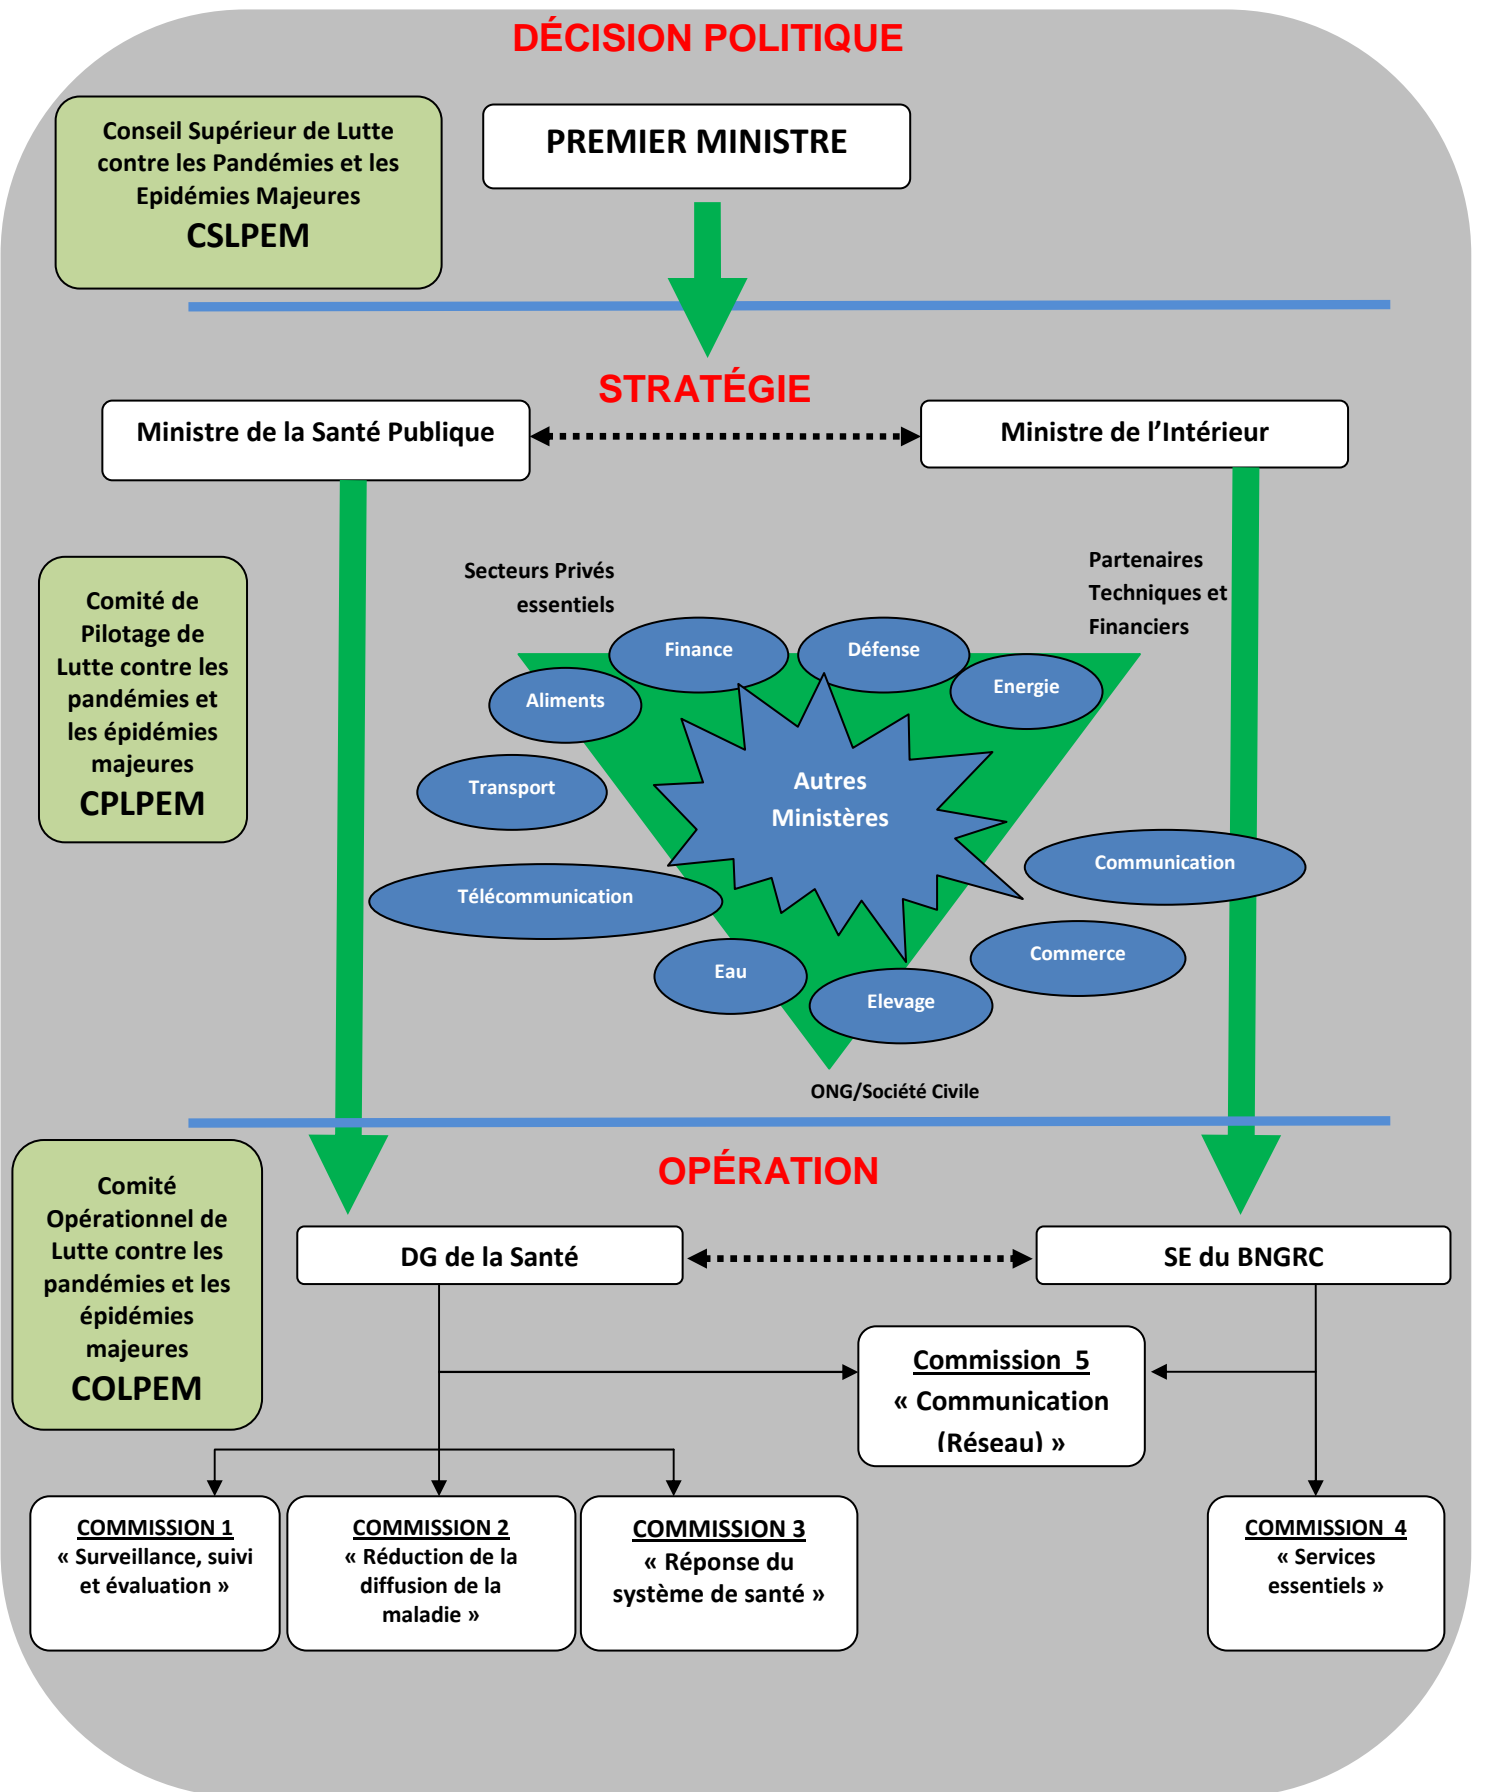 DÉCISION POLITIQUE
Conseil Supérieur de Lutte
contre les Pandémies et les
Epidémies Majeures
CSLPEM
PREMIER MINISTRE
STRATÉGIE
Ministre de la Santé Publique
Ministre de l'Intérieur
Comité de
Pilotage de
Lutte contre les
pandémies et
les épidémies
majeures
CPLPEM
Secteurs Privés
essentiels
Partenaires
Techniques et
Financiers
Finance
Défense
Energie
Aliments
Transport
Autres
Ministères
Communication
Télécommunication
Commerce
Eau
Elevage
ONG/Société Civile
OPÉRATION
Comité
Opérationnel de
Lutte contre les
pandémies et les
épidémies
majeures
COLPEM
DG de la Santé
SE du BNGRC
Commission 5
« Communication
(Réseau) »
COMMISSION 1
« Surveillance, suivi
et évaluation »
COMMISSION 2
« Réduction de la
diffusion de la
maladie »
COMMISSION 3
« Réponse du
système de santé »
COMMISSION 4
« Services
essentiels »